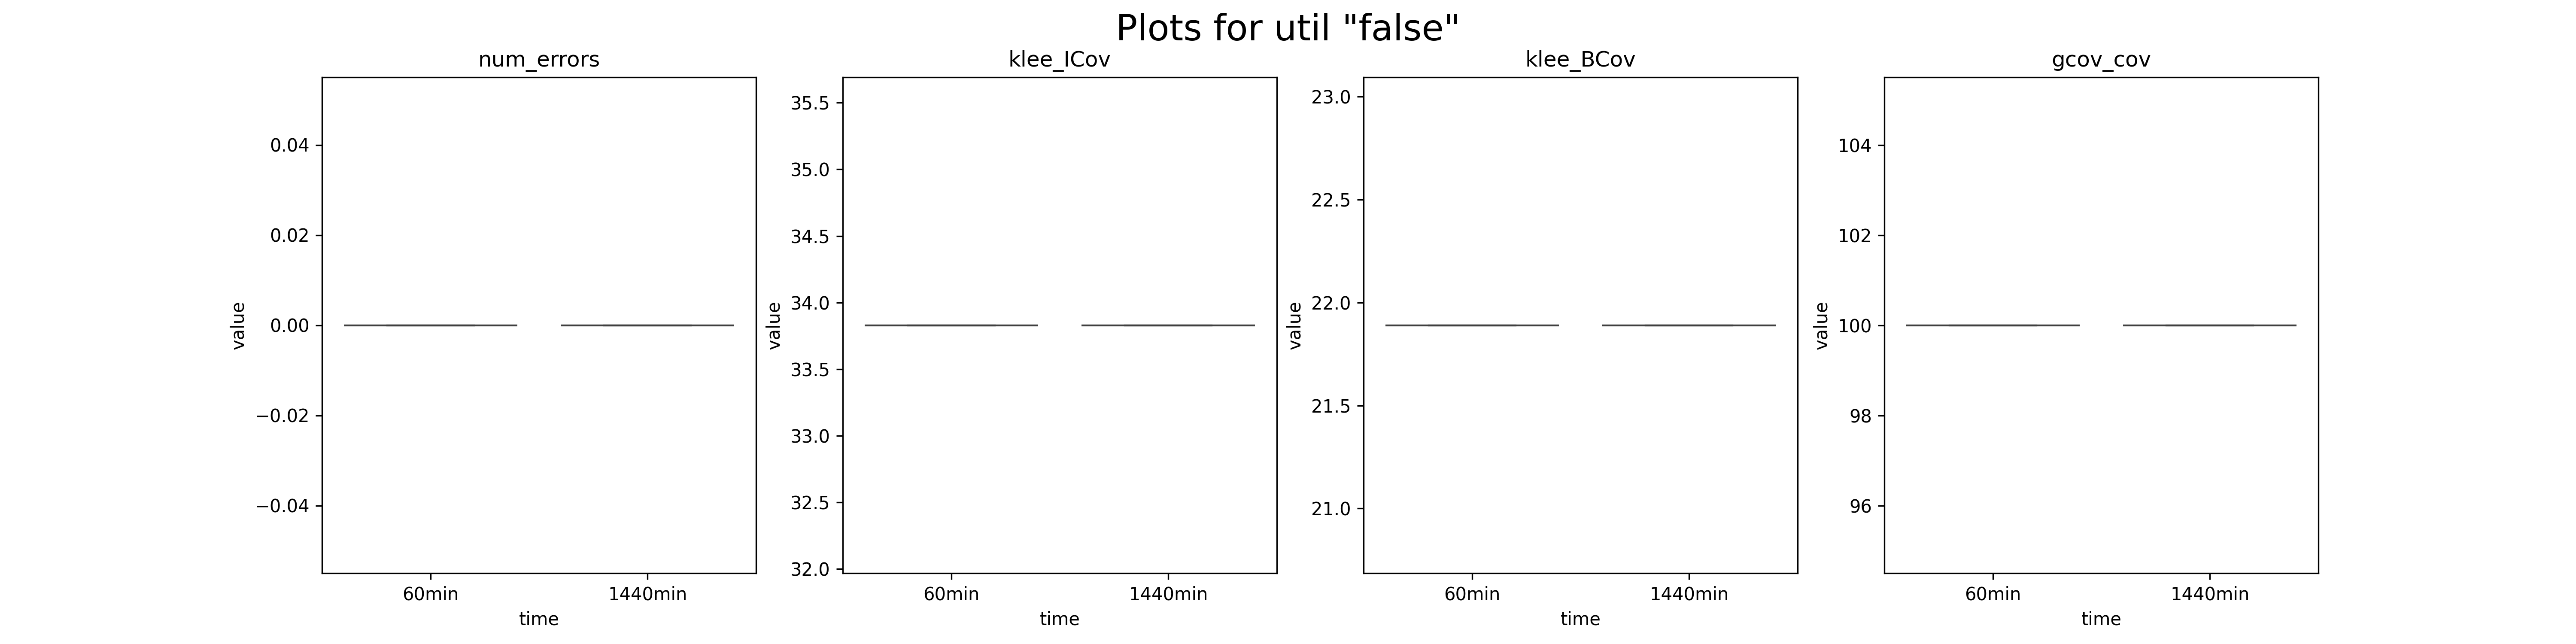 Plots for util "false"
num_errors
0.04
0.02
0.00
−0.02
−0.04
value
60min
1440min
time
klee_ICov
35.5
35.0
34.5
34.0
33.5
33.0
32.5
32.0
value
60min
1440min
time
klee_BCov
23.0
22.5
22.0
21.5
21.0
value
60min
1440min
time
gcov_cov
104
102
100
98
96
value
60min
1440min
time